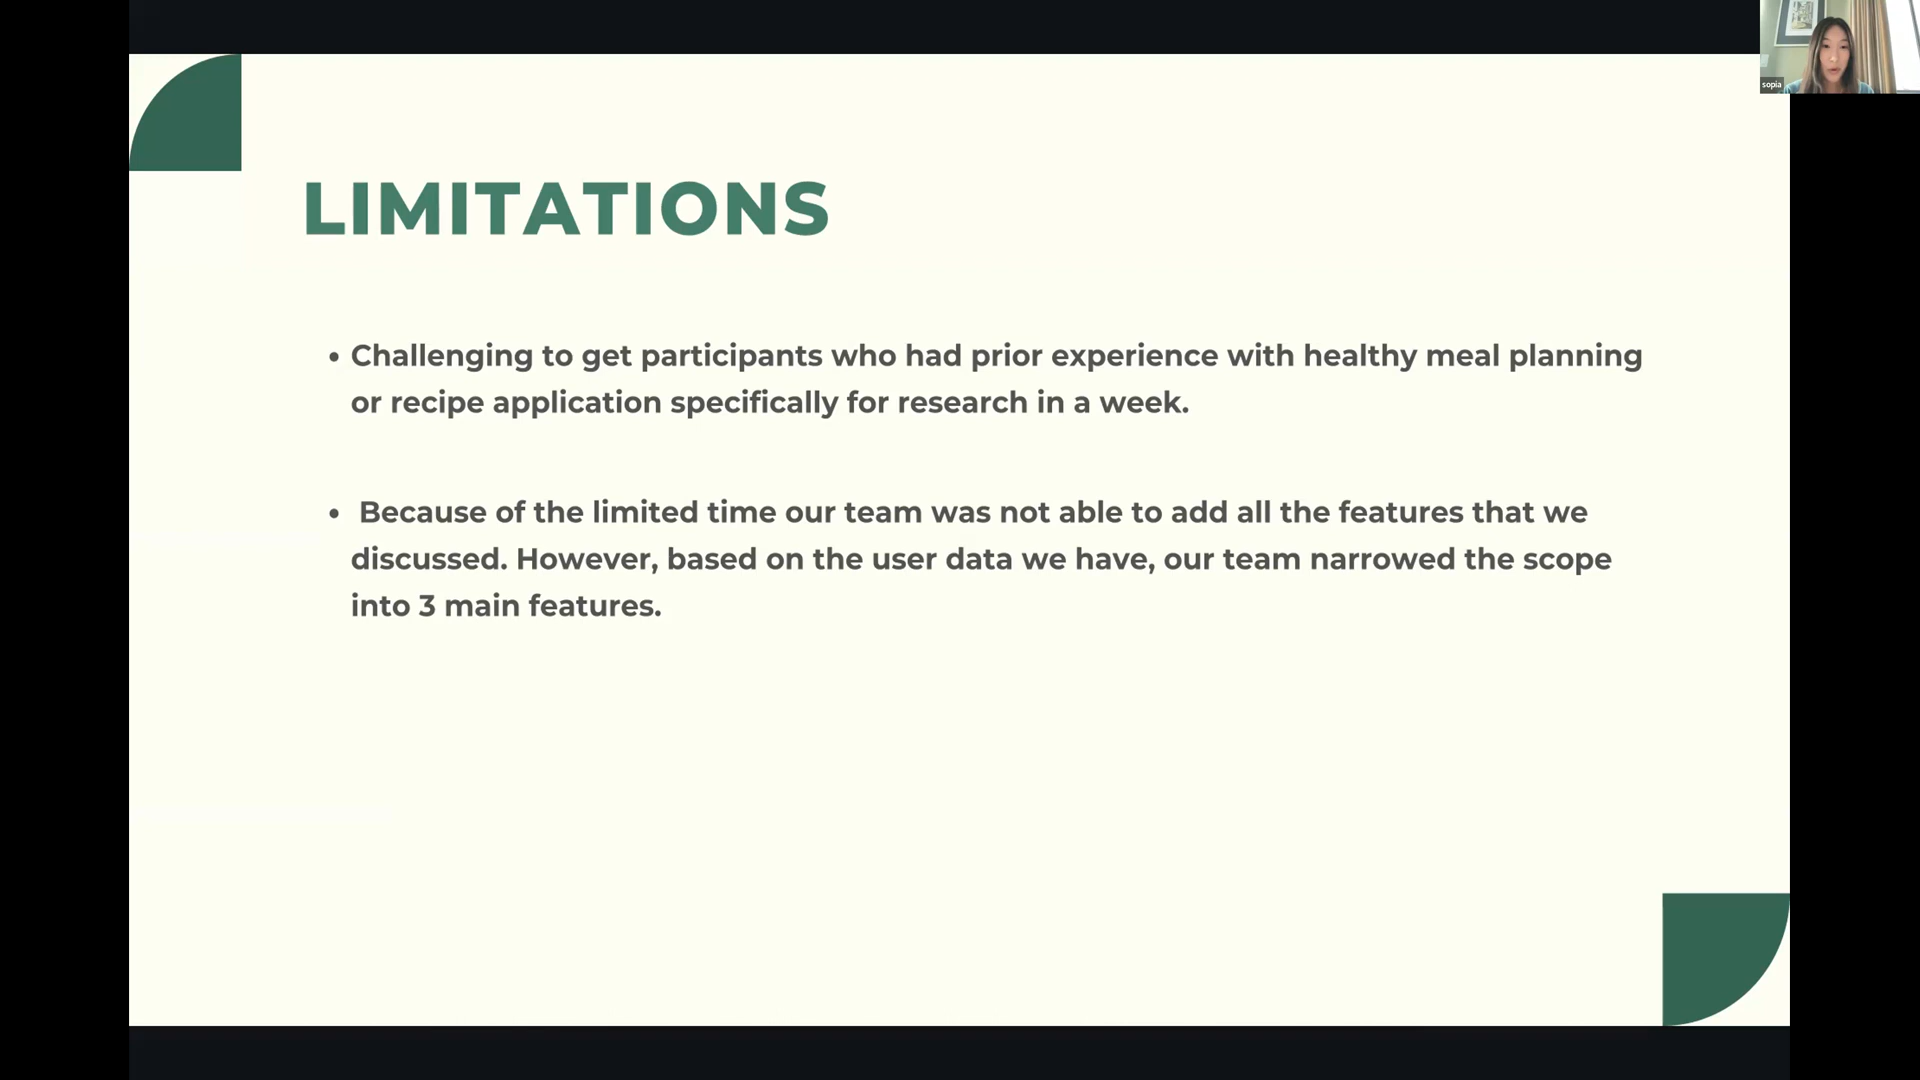 sopia
LIMITATIONS
• Challenging to get participants who had prior experience with healthy meal planning
or recipe application specifically for research in a week.
• Because of the limited time our team was not able to add all the features that we
discussed. However, based on the user data we have, our team narrowed the scope
into 3 main features.